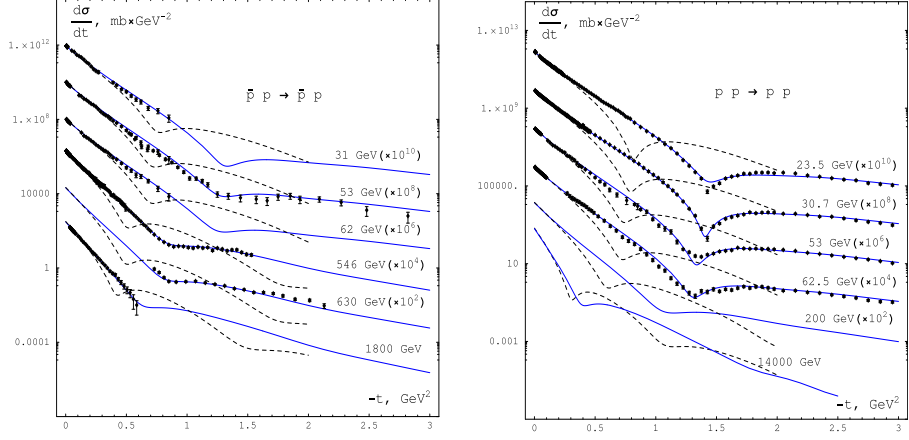 dσ/dt, mb×GeV⁻²
1.×10¹²
1.×10⁸
10000
1
0.0001
p̄ p → p̄ p
31 GeV(×10¹⁰)
53 GeV(×10⁸)
62 GeV(×10⁶)
546 GeV(×10⁴)
630 GeV(×10²)
1800 GeV
-t, GeV²
0 0.5 1 1.5 2 2.5 3
dσ/dt, mb×GeV⁻²
1.×10¹³
1.×10⁹
100000.
10
p p → p p
23.5 GeV(×10¹⁰)
30.7 GeV(×10⁸)
53 GeV(×10⁶)
62.5 GeV(×10⁴)
200 GeV(×10²)
14000 GeV
-t, GeV²
0 0.5 1 1.5 2 2.5 3